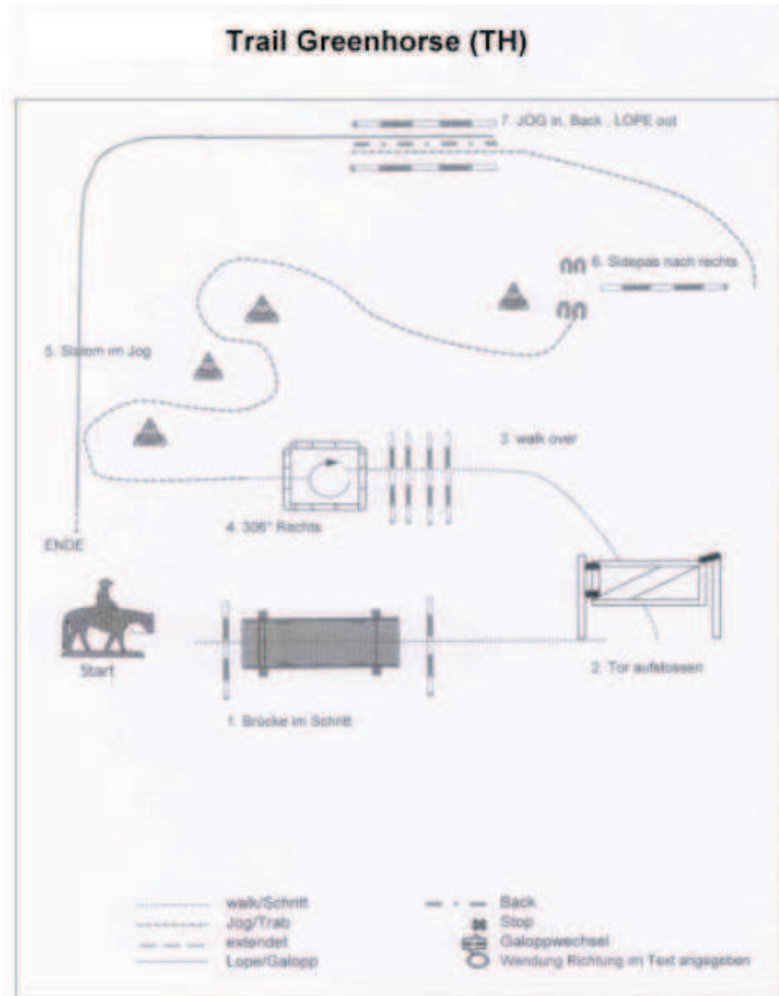 Trail Greenhorse (TH)
7. JOG in, Back , LOPE out
6. Sidepas nach rechts
5. Slalom im Jog
3. walk over
4. 306° Rechts
ENDE
Start
2. Tor aufstossen
1. Brücke im Schritt
walk/Schritt
Jog/Trab
extendet
Lope/Galopp
Back
Stop
Galoppwechsel
Wendung Richtung im Text angegeben